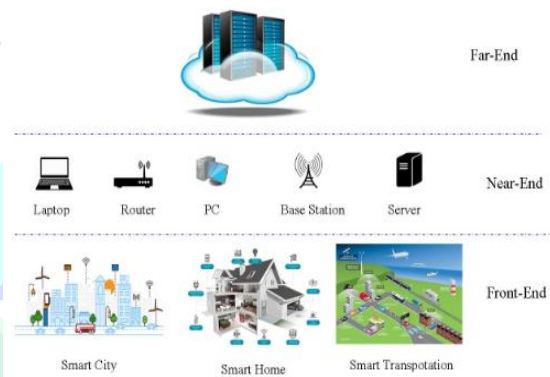 Far-End
Near-End
Laptop Router PC Base Station Server
Front-End
Smart City Smart Home Smart Transpotation